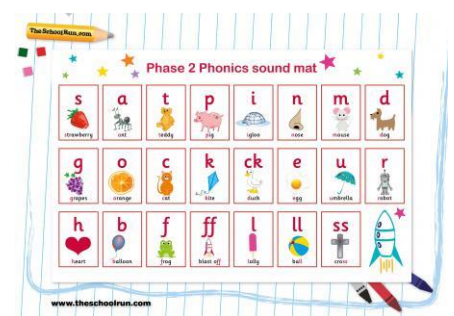 TheSchoolRun.com
Phase 2 Phonics sound mat
s a t p i n m d
strawberry ant teddy pig igloo nose mouse dog
g o c k ck e u r
grapes orange cat kite duck egg umbrella robot
h b f ff l ll ss
heart balloon frog blast off lolly ball cross
www.theschoolrun.com